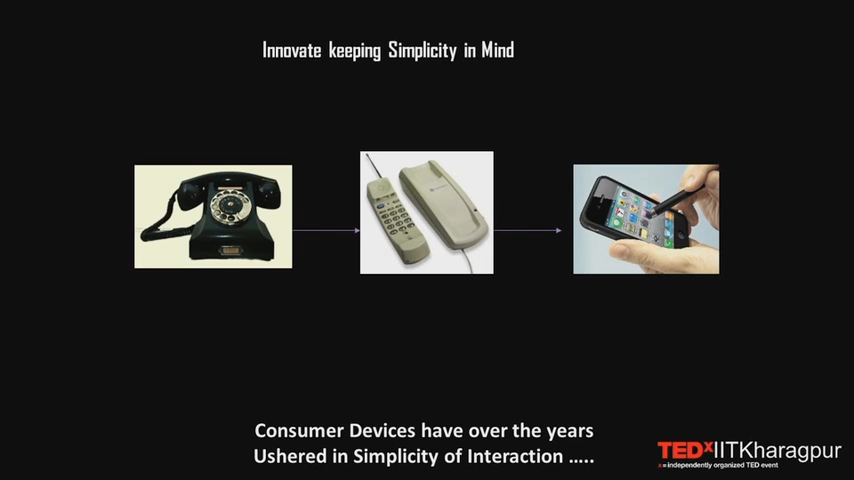 Innovate keeping Simplicity in Mind
Consumer Devices have over the years
Ushered in Simplicity of Interaction .....
TEDxIITKharagpur
x = independently organized TED event